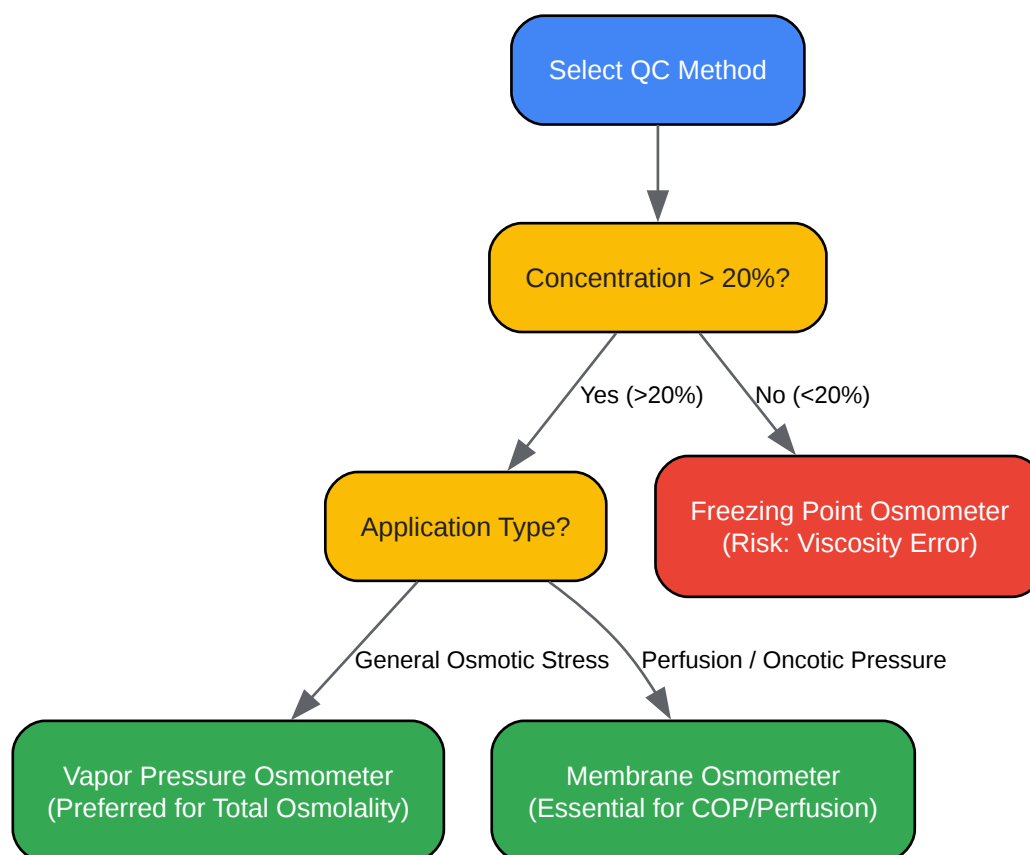 Select QC Method
Concentration > 20%?
Yes (>20%)
No (<20%)
Application Type?
Freezing Point Osmometer
(Risk: Viscosity Error)
General Osmotic Stress
Perfusion / Oncotic Pressure
Vapor Pressure Osmometer
(Preferred for Total Osmolality)
Membrane Osmometer
(Essential for COP/Perfusion)